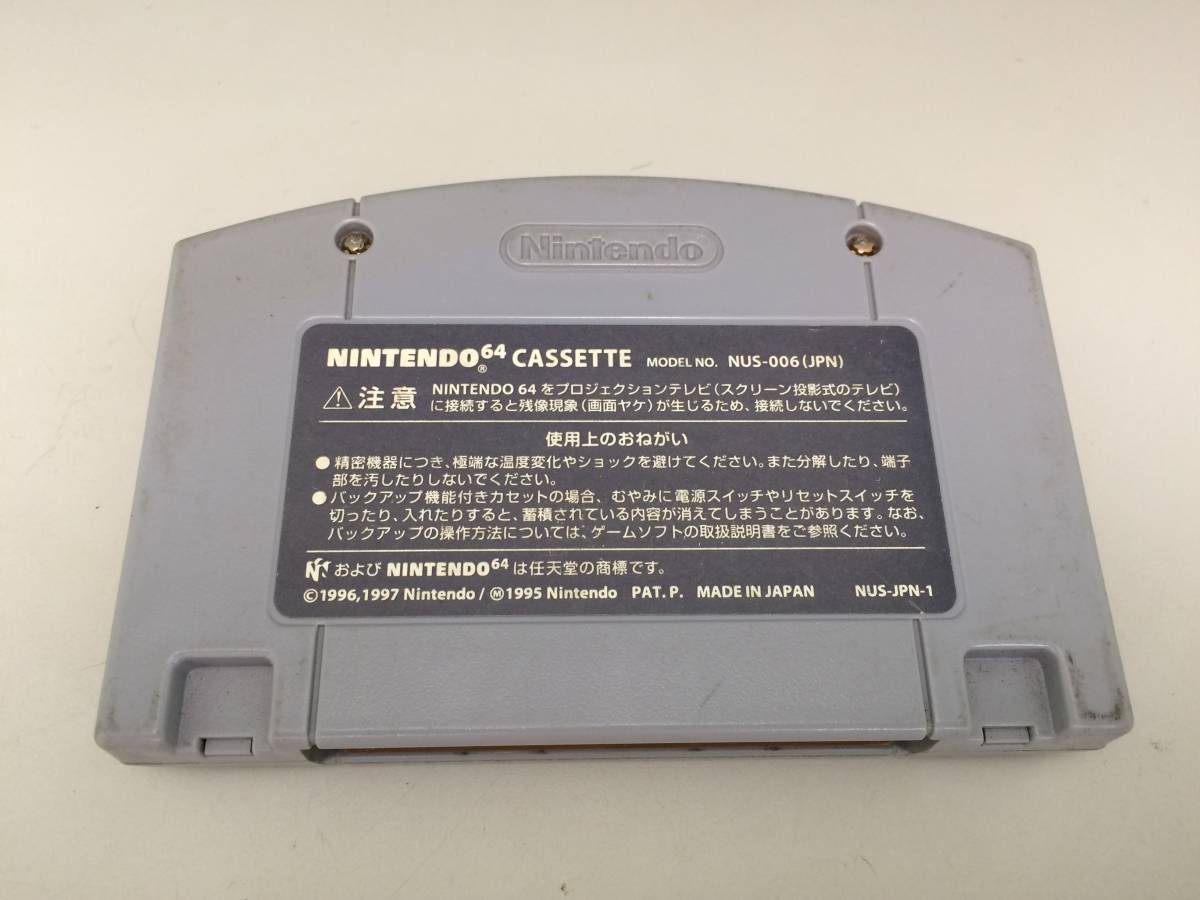 Nintendo
NINTENDO64® CASSETTE MODEL NO. NUS-006(JPN)
⚠注意 NINTENDO 64 をプロジェクションテレビ(スクリーン投影式のテレビ)
に接続すると残像現象(画面ヤケ)が生じるため、接続しないでください。
使用上のおねがい
●精密機器につき、極端な温度変化やショックを避けてください。また分解したり、端子
部を汚したりしないでください。
●バックアップ機能付きカセットの場合、むやみに電源スイッチやリセットスイッチを
切ったり、入れたりすると、蓄積されている内容が消えてしまうことがあります。なお、
バックアップの操作方法については、ゲームソフトの取扱説明書をご参照ください。
および NINTENDO64 は任天堂の商標です。
©1996,1997 Nintendo/Ⓜ1995 Nintendo PAT. P. MADE IN JAPAN NUS-JPN-1